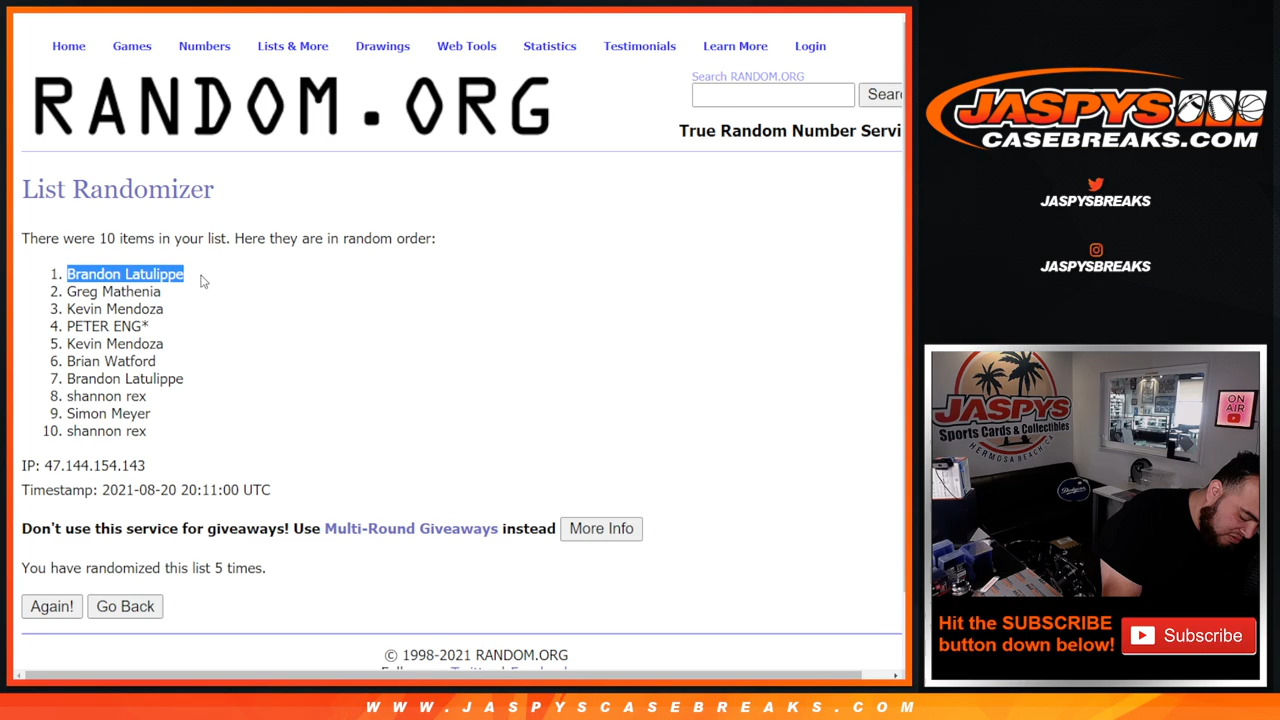 Home Games Numbers Lists & More Drawings Web Tools Statistics Testimonials Learn More Login
RANDOM.ORG
Search RANDOM.ORG
Sear
True Random Number Servi
List Randomizer
There were 10 items in your list. Here they are in random order:
1. Brandon Latulippe
2. Greg Mathenia
3. Kevin Mendoza
4. PETER ENG*
5. Kevin Mendoza
6. Brian Watford
7. Brandon Latulippe
8. shannon rex
9. Simon Meyer
10. shannon rex
IP: 47.144.154.143
Timestamp: 2021-08-20 20:11:00 UTC
Don't use this service for giveaways! Use Multi-Round Giveaways instead More Info
You have randomized this list 5 times.
Again! Go Back
© 1998-2021 RANDOM.ORG
JASPYS
CASEBREAKS.COM
JASPYSBREAKS
JASPYSBREAKS
JASPYS
Sports Cards & Collectibles
HERMOSA BEACH CA
ON
AIR
Dodgers
Hit the SUBSCRIBE
button down below!
Subscribe
WWW.JASPYSCASEBREAKS.COM